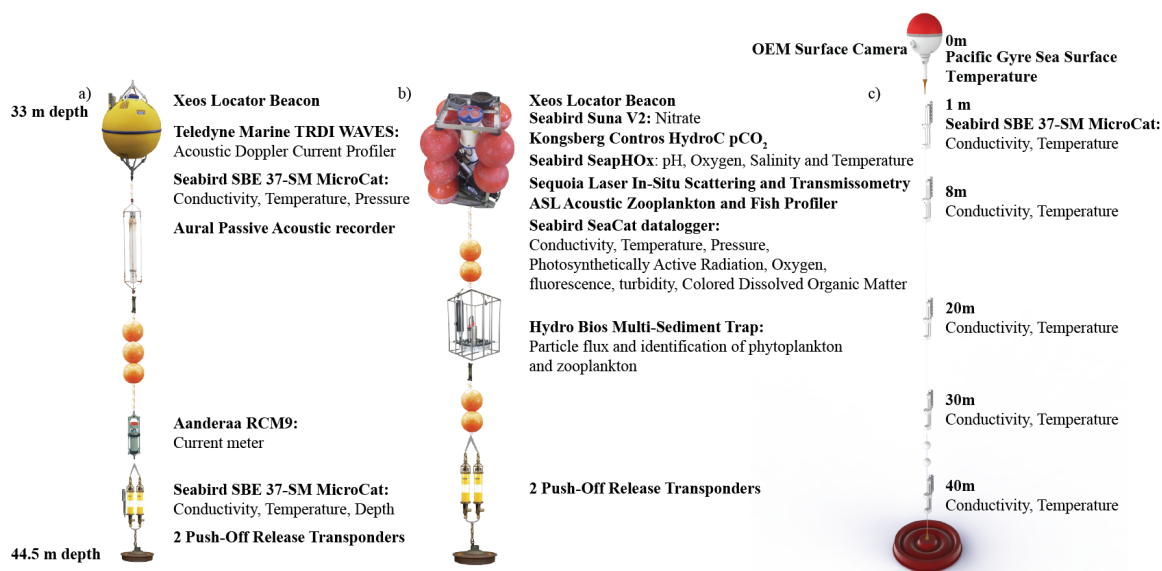 a)
33 m depth
Xeos Locator Beacon
Teledyne Marine TRDI WAVES:
Acoustic Doppler Current Profiler
Seabird SBE 37-SM MicroCat:
Conductivity, Temperature, Pressure
Aural Passive Acoustic recorder
Aanderaa RCM9:
Current meter
Seabird SBE 37-SM MicroCat:
Conductivity, Temperature, Depth
2 Push-Off Release Transponders
44.5 m depth
b)
Xeos Locator Beacon
Seabird Suna V2: Nitrate
Kongsberg Contros HydroC pCO₂
Seabird SeapHOx: pH, Oxygen, Salinity and Temperature
Sequoia Laser In-Situ Scattering and Transmissometry
ASL Acoustic Zooplankton and Fish Profiler
Seabird SeaCat datalogger:
Conductivity, Temperature, Pressure,
Photosynthetically Active Radiation, Oxygen,
fluorescence, turbidity, Colored Dissolved Organic Matter
Hydro Bios Multi-Sediment Trap:
Particle flux and identification of phytoplankton
and zooplankton
2 Push-Off Release Transponders
c)
OEM Surface Camera
0m
Pacific Gyre Sea Surface
Temperature
1 m
Seabird SBE 37-SM MicroCat:
Conductivity, Temperature
8m
Conductivity, Temperature
20m
Conductivity, Temperature
30m
Conductivity, Temperature
40m
Conductivity, Temperature